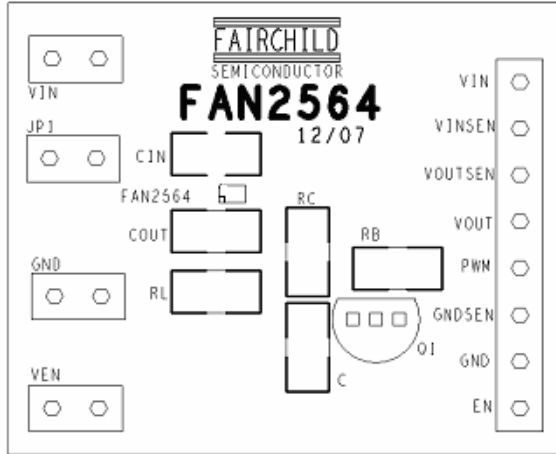 FAIRCHILD
SEMICONDUCTOR
FAN2564
12/07
VIN
JP1
GND
VEN
CIN
FAN2564
COUT
RL
RC
RB
C
Q1
VIN
VINSEN
VOUTSEN
VOUT
PWM
GNDSEN
GND
EN